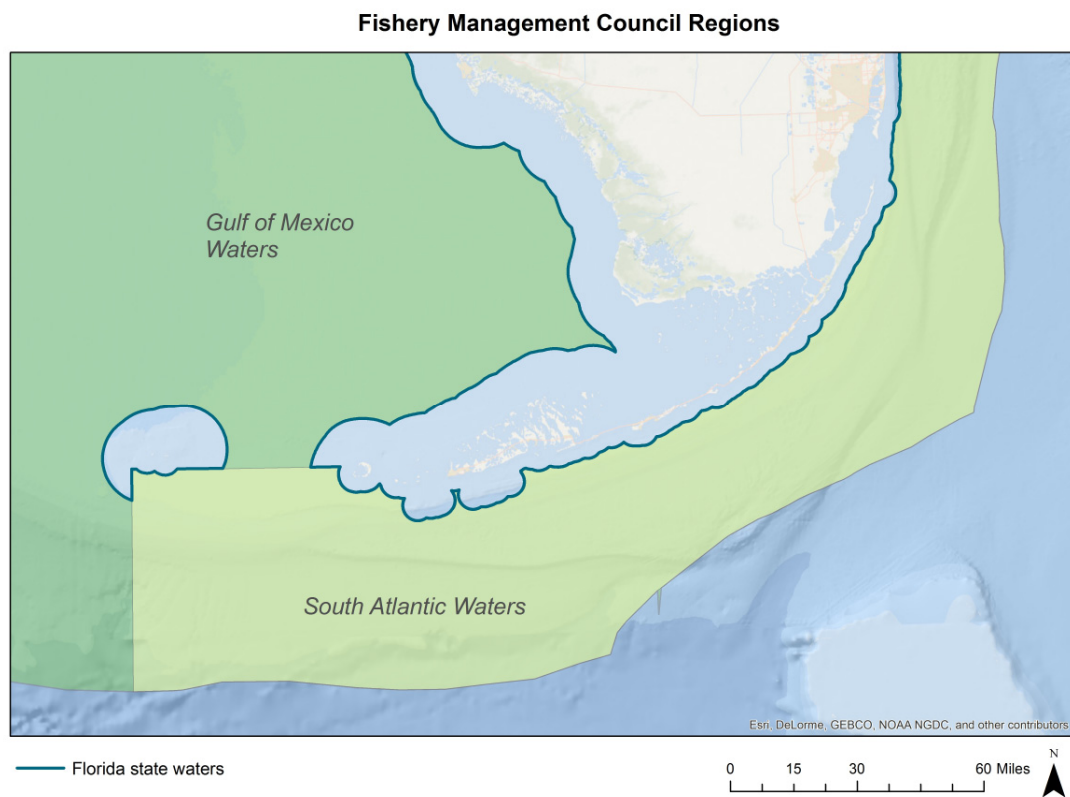 Fishery Management Council Regions
Gulf of Mexico
Waters
South Atlantic Waters
Esri, DeLorme, GEBCO, NOAA NGDC, and other contributors
Florida state waters
0 15 30 60 Miles
N